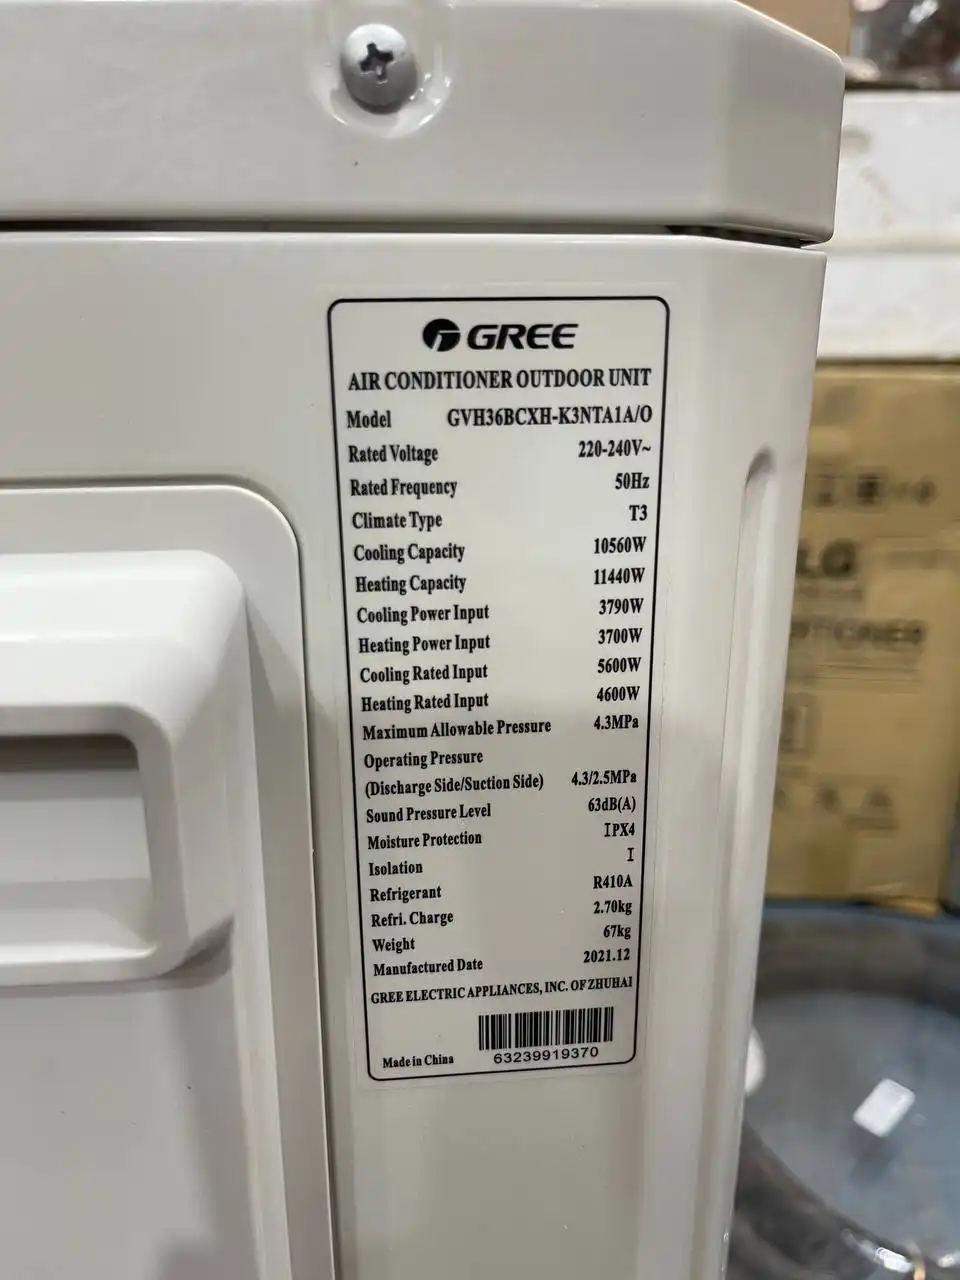 GREE
AIR CONDITIONER OUTDOOR UNIT
Model GVH36BCXH-K3NTA1A/O
Rated Voltage 220-240V~
Rated Frequency 50Hz
Climate Type T3
Cooling Capacity 10560W
Heating Capacity 11440W
Cooling Power Input 3790W
Heating Power Input 3700W
Cooling Rated Input 5600W
Heating Rated Input 4600W
Maximum Allowable Pressure 4.3MPa
Operating Pressure
(Discharge Side/Suction Side) 4.3/2.5MPa
Sound Pressure Level 63dB(A)
Moisture Protection IPX4
Isolation I
Refrigerant R410A
Refri. Charge 2.70kg
Weight 67kg
Manufactured Date 2021.12
GREE ELECTRIC APPLIANCES, INC. OF ZHUHAI
Made in China 63239919370
LG